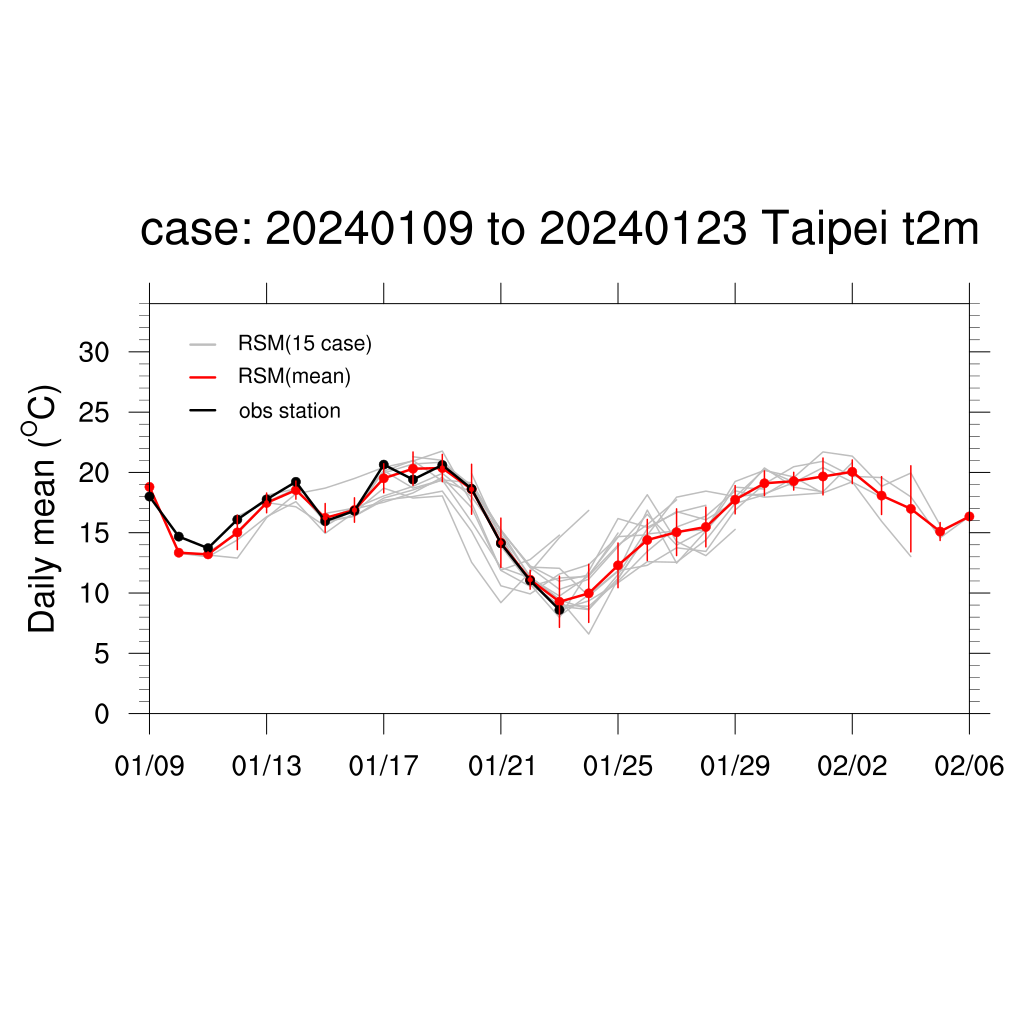 case: 20240109 to 20240123 Taipei t2m
RSM(15 case)
RSM(mean)
obs station
Daily mean (°C)
30
25
20
15
10
5
0
01/09 01/13 01/17 01/21 01/25 01/29 02/02 02/06